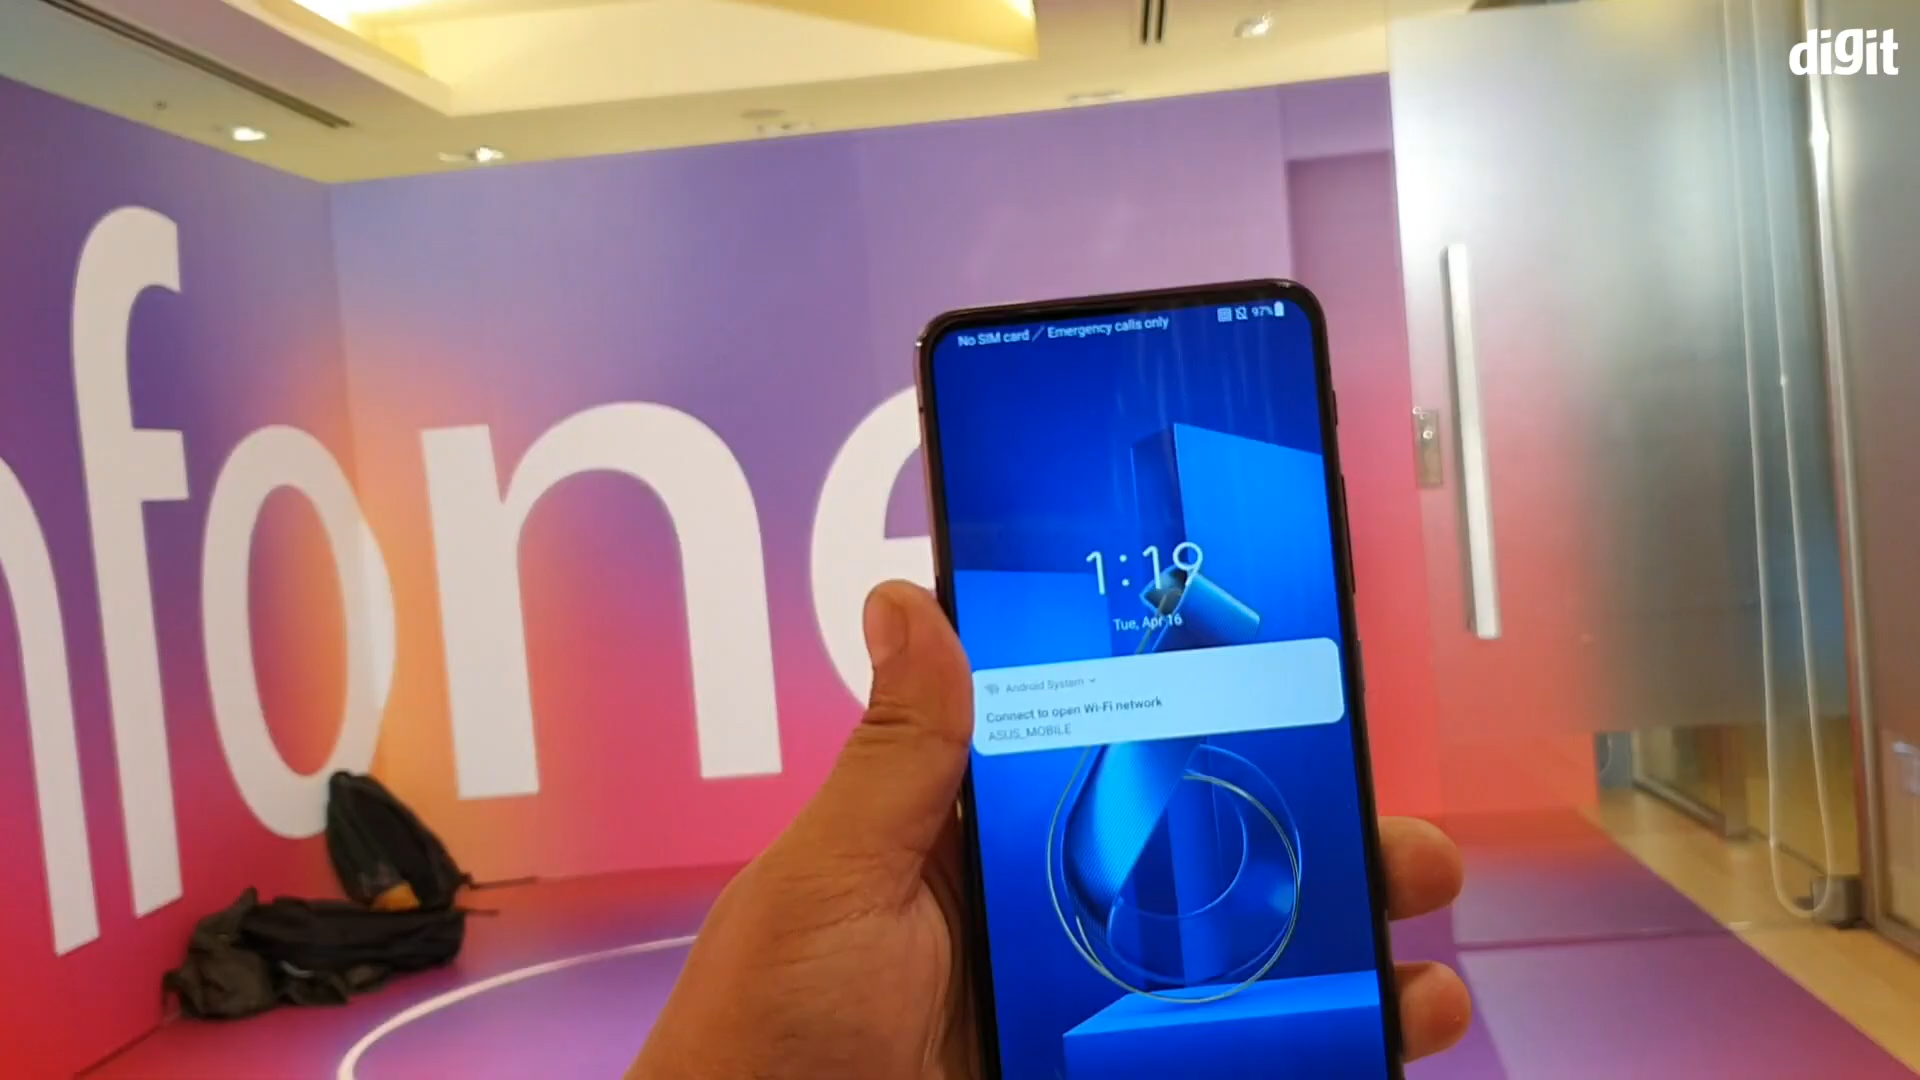 digit
nfone
No SIM card / Emergency calls only
97%
1:19
Tue, Apr 16
Android System
Connect to open Wi-Fi network
ASUS_MOBILE